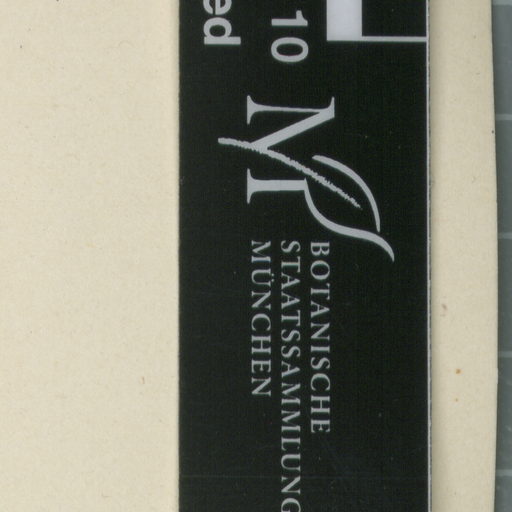 10
ed
M
BOTANISCHE
STAATSSAMMLUNG
MÜNCHEN